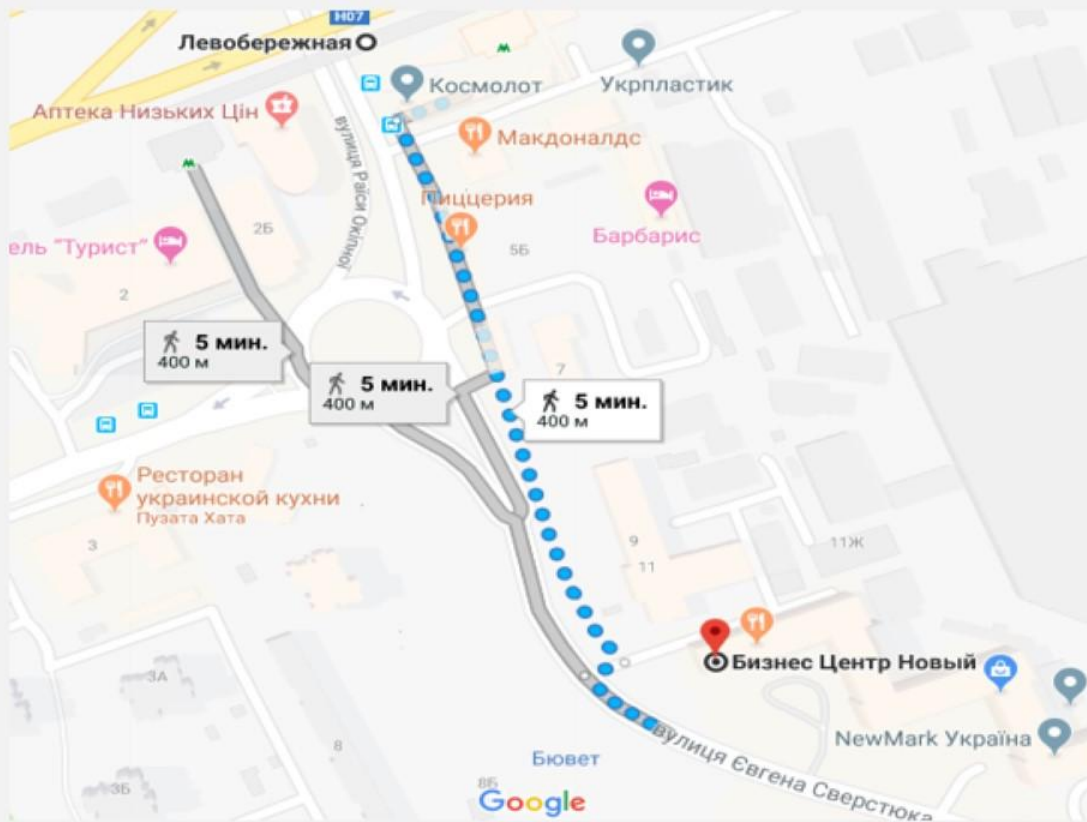 H07
Левобережная
Космолот
Укрпластик
Аптека Низьких Цін
Макдоналдс
вулиця Раїси Окіпної
Пиццерия
2Б
5Б
Барбарис
ель "Турист"
2
5 мин.
400 м
5 мин.
400 м
7
5 мин.
400 м
Ресторан
украинской кухни
Пузата Хата
3
9
11
11Ж
Бизнес Центр Новый
3А
NewMark Україна
вулиця Євгена Сверстюка
Бювет
8
3Б
8Б
Google